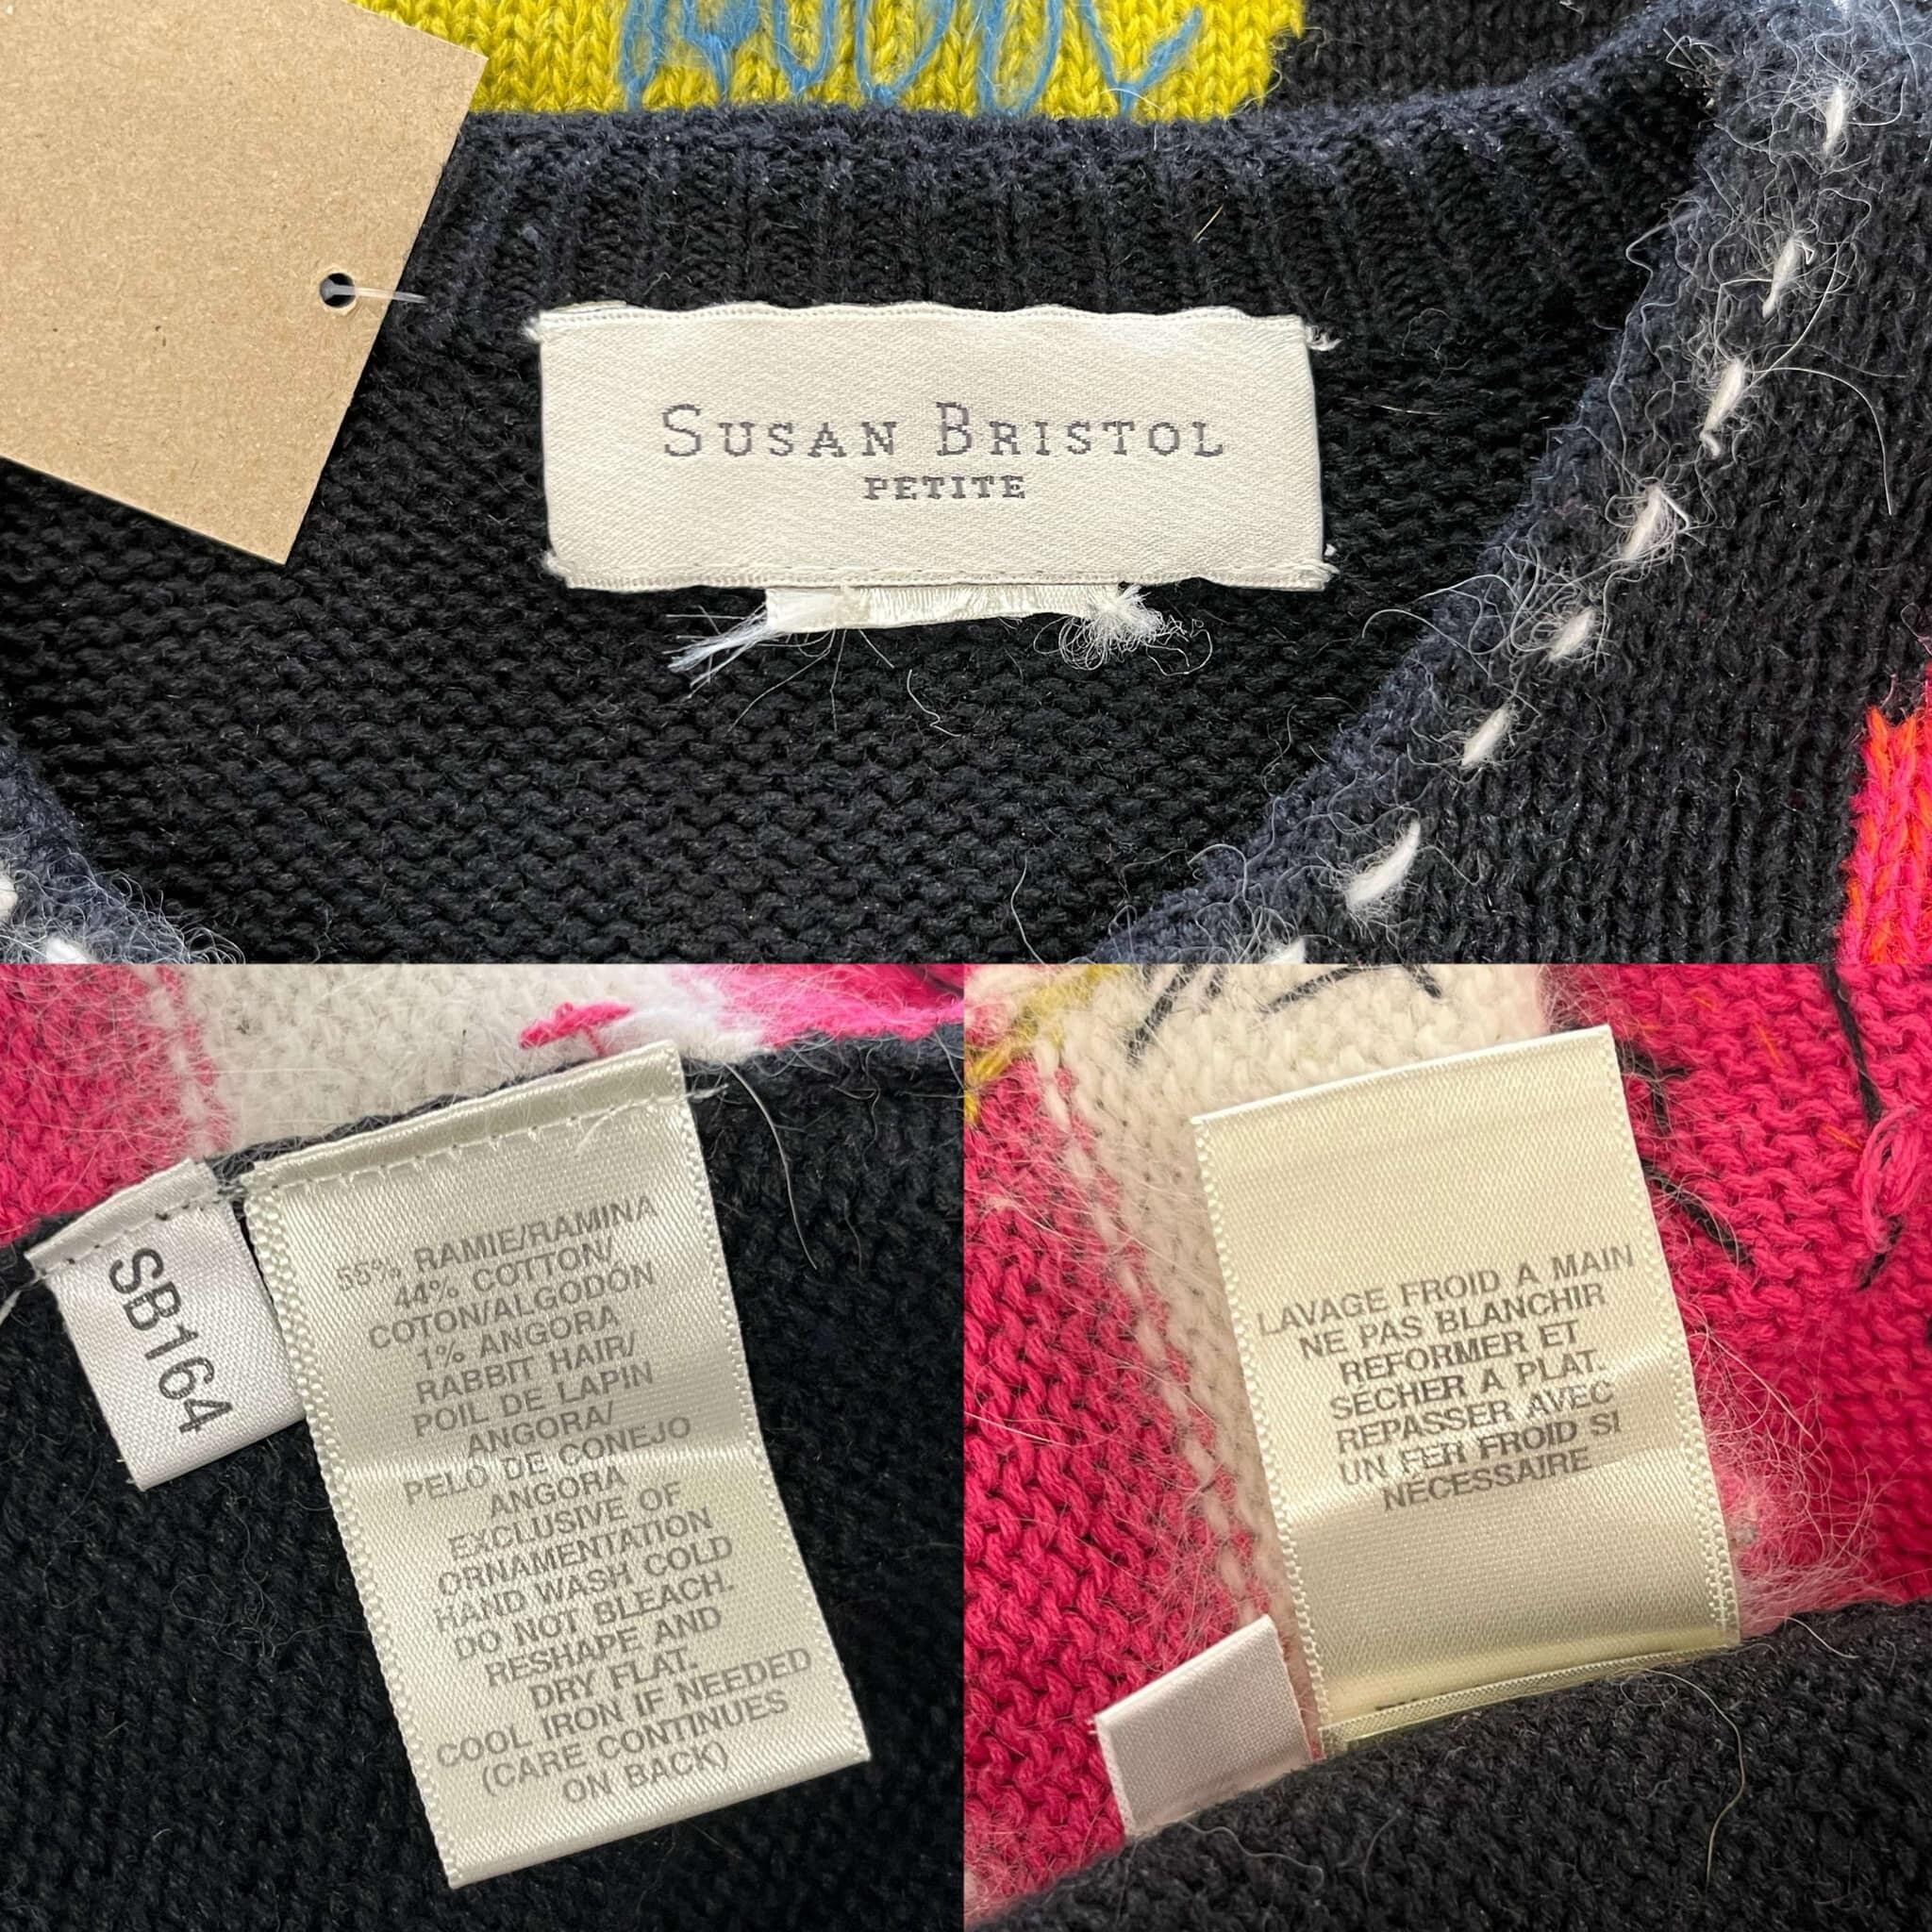 SUSAN BRISTOL
PETITE
SB164
55% RAMIE/RAMINA
44% COTTON/
COTON/ALGODÓN
1% ANGORA
RABBIT HAIR/
POIL DE LAPIN
ANGORA/
PELO DE CONEJO
ANGORA
EXCLUSIVE OF
ORNAMENTATION
HAND WASH COLD
DO NOT BLEACH.
RESHAPE AND
DRY FLAT.
COOL IRON IF NEEDED
(CARE CONTINUES
ON BACK)
LAVAGE FROID A MAIN
NE PAS BLANCHIR
REFORMER ET
SÉCHER A PLAT.
REPASSER AVEC
UN FER FROID SI
NÉCESSAIRE